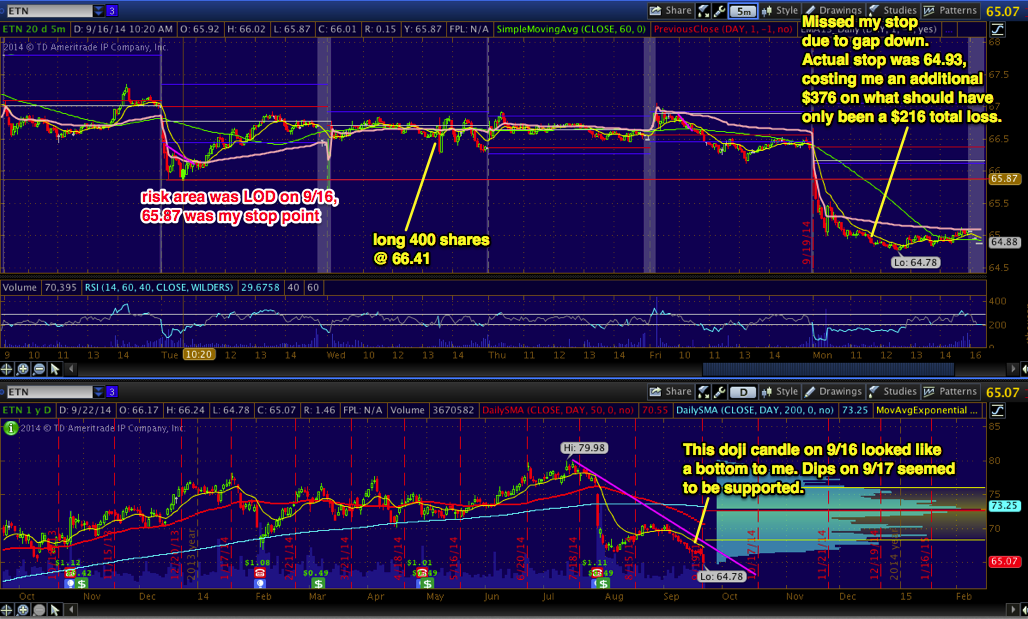 ETN
3
Share
5m
Style
Drawings
Studies
Patterns
65.07
ETN 20 d 5m
D: 9/16/14 10:20 AM
O: 65.92
H: 66.02
L: 65.87
C: 66.01
R: 0.15
Y: 65.87
FPL: N/A
SimpleMovingAvg (CLOSE, 60, 0)
PreviousClose (DAY, 1, -1, no)
2014 © TD Ameritrade IP Company, Inc.
Missed my stop
due to gap down.
Actual stop was 64.93,
costing me an additional
$376 on what should have
only been a $216 total loss.
risk area was LOD on 9/16,
65.87 was my stop point
long 400 shares
@ 66.41
68
67.5
67
66.5
66
65.87
65.5
65
64.88
64.5
9/19/14
Lo: 64.78
Volume
70,395
RSI (14, 60, 40, CLOSE, WILDERS)
29.6758
40
60
400
200
0
9 10 11 12 13 14 Tue 10:20 12 13 14 Wed 10 11 12 13 14 Thu 11 12 13 14 Fri 10 11 12 13 14 Mon 11 12 13 14 16
ETN
3
Share
D
Style
Drawings
Studies
Patterns
65.07
ETN 1 y D
D: 9/22/14
O: 66.17
H: 66.24
L: 64.78
C: 65.07
R: 1.46
FPL: N/A
Volume
3670582
DailySMA (CLOSE, DAY, 50, 0, no)
70.55
DailySMA (CLOSE, DAY, 200, 0, no)
73.25
MovAvgExponential ...
2014 © TD Ameritrade IP Company, Inc.
Hi: 79.98
This doji candle on 9/16 looked like
a bottom to me. Dips on 9/17 seemed
to be supported.
85
80
75
73.25
70
65.07
Lo: 64.78
$1.12
$1.08
$0.49
$1.01
$1.11
11/15/13
2013 year
2/21/14
Oct Nov Dec 14 Feb Mar Apr May Jun Jul Aug Sep Oct Nov Dec 15 Feb